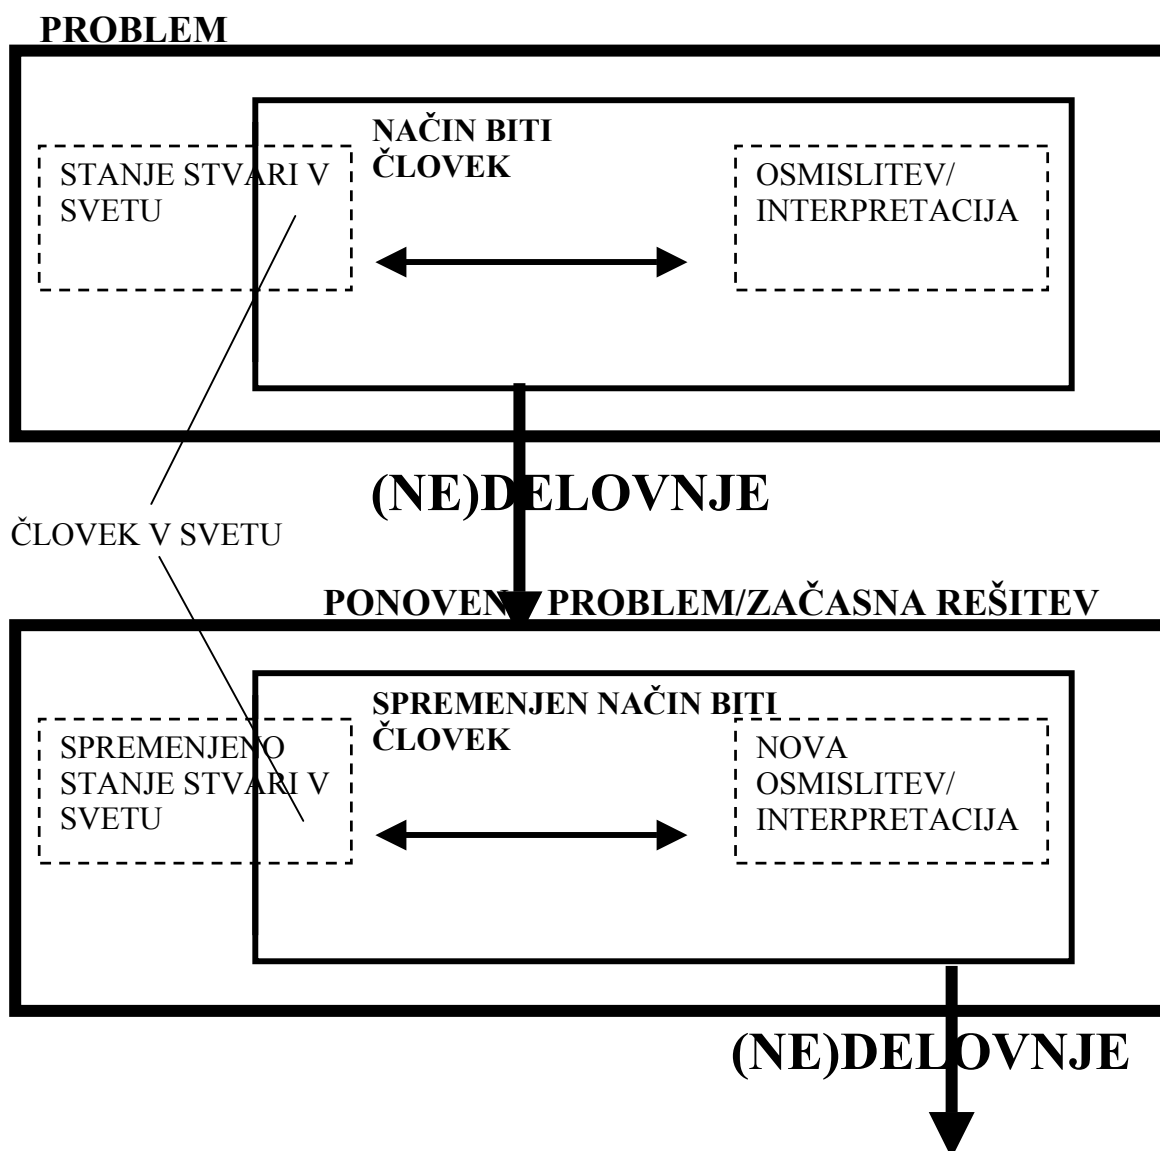 PROBLEM
NAČIN BITI
ČLOVEK
STANJE STVARI V
SVETU
OSMISLITEV/
INTERPRETACIJA
(NE)DELOVNJE
ČLOVEK V SVETU
PONOVEN PROBLEM/ZAČASNA REŠITEV
SPREMENJEN NAČIN BITI
ČLOVEK
SPREMENJENO
STANJE STVARI V
SVETU
NOVA
OSMISLITEV/
INTERPRETACIJA
(NE)DELOVNJE